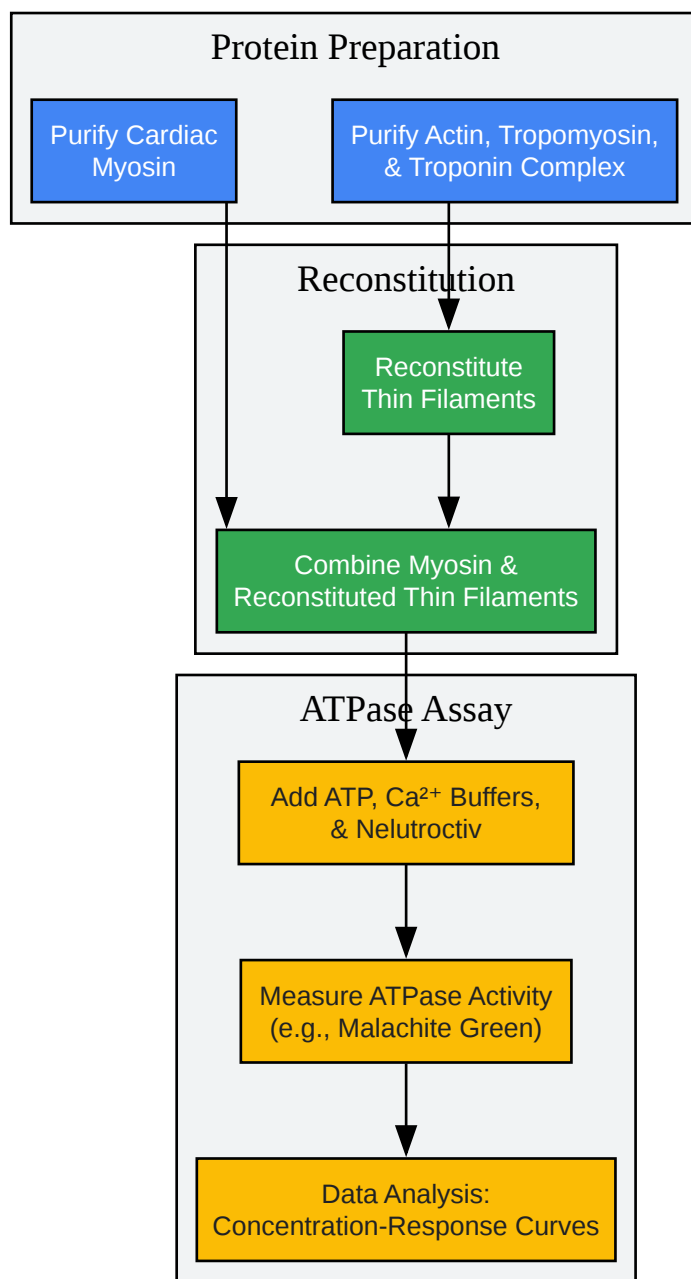 Protein Preparation
Purify Cardiac
Myosin
Purify Actin, Tropomyosin,
& Troponin Complex
Reconstitution
Reconstitute
Thin Filaments
Combine Myosin &
Reconstituted Thin Filaments
ATPase Assay
Add ATP, Ca²⁺ Buffers,
& Nelutroctiv
Measure ATPase Activity
(e.g., Malachite Green)
Data Analysis:
Concentration-Response Curves